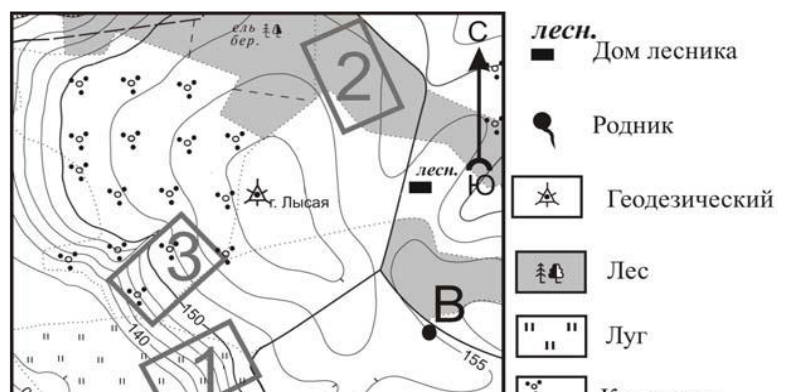 ель
бер.
2
С
лесн.
Ю
г. Лысая
3
150
140
1
В
155
лесн.
Дом лесника
Родник
Геодезический
Лес
Луг